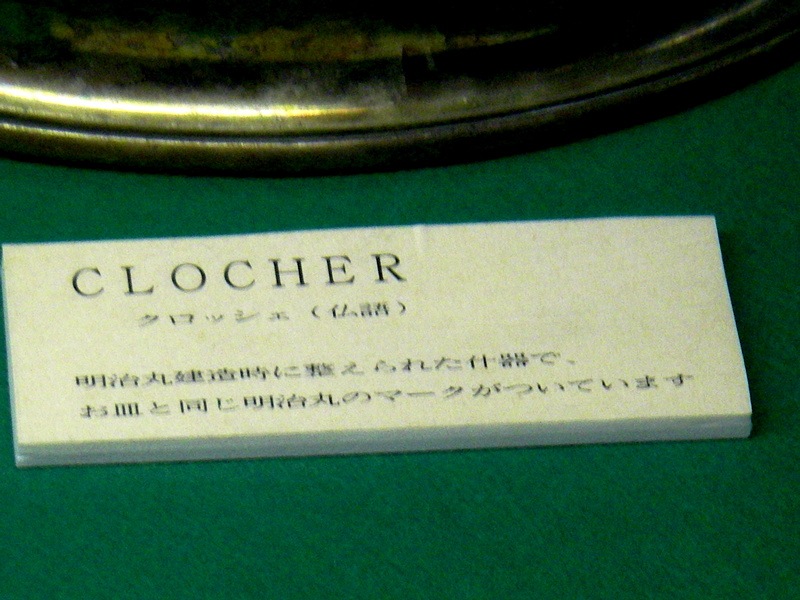 CLOCHER
クロッシェ（仏語）
明治丸建造時に整えられた什器で、
お皿と同じ明治丸のマークがついています